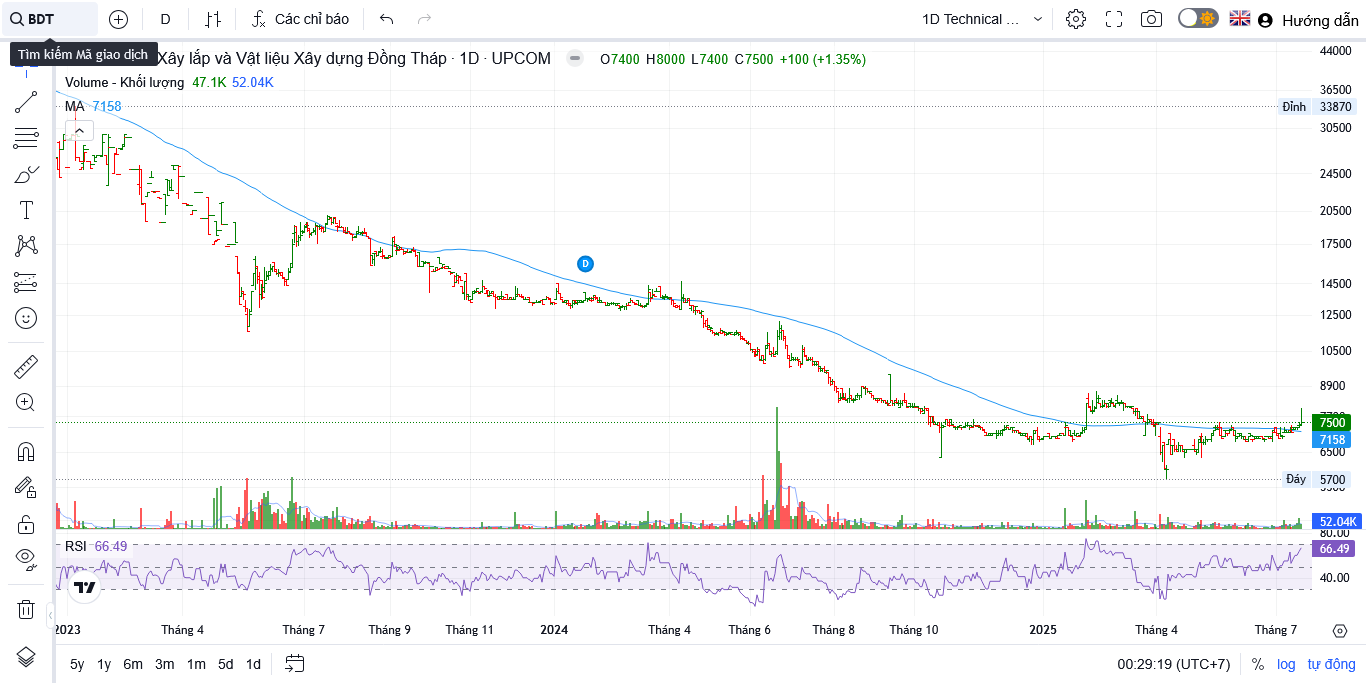 BDT
D
Các chỉ báo
1D Technical ...
Hướng dẫn
Tìm kiếm Mã giao dịch
Xây lắp và Vật liệu Xây dựng Đồng Tháp · 1D · UPCOM
O7400 H8000 L7400 C7500 +100 (+1.35%)
Volume - Khối lượng 47.1K 52.04K
MA 7158
44000
36500
Đỉnh 33870
30500
24500
20500
17500
14500
D
12500
10500
8900
7700
7500
7158
6500
Đáy 5700
5500
52.04K
80.00
RSI 66.49
66.49
40.00
2023 Tháng 4 Tháng 7 Tháng 9 Tháng 11 2024 Tháng 4 Tháng 6 Tháng 8 Tháng 10 2025 Tháng 4 Tháng 7
5y 1y 6m 3m 1m 5d 1d
00:29:19 (UTC+7) % log tự động